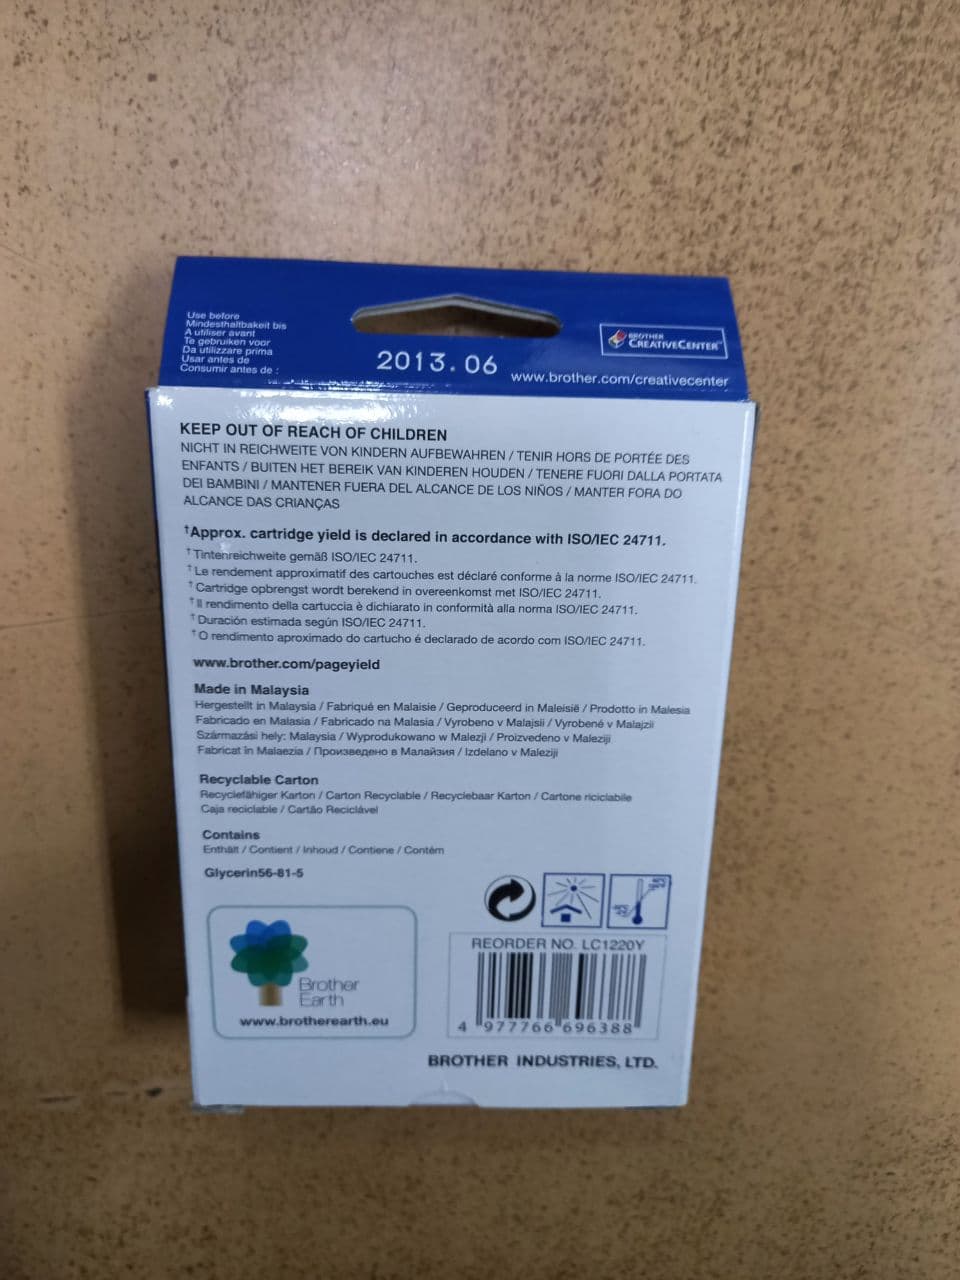 Use before
Mindesthaltbakeit bis
A utiliser avant
Te gebruiken voor
Da utilizzare prima
Usar antes de
Consumir antes de :
2013.06
BROTHER
CREATIVECENTER
www.brother.com/creativecenter
KEEP OUT OF REACH OF CHILDREN
NICHT IN REICHWEITE VON KINDERN AUFBEWAHREN / TENIR HORS DE PORTÉE DES
ENFANTS / BUITEN HET BEREIK VAN KINDEREN HOUDEN / TENERE FUORI DALLA PORTATA
DEI BAMBINI / MANTENER FUERA DEL ALCANCE DE LOS NIÑOS / MANTER FORA DO
ALCANCE DAS CRIANÇAS
†Approx. cartridge yield is declared in accordance with ISO/IEC 24711.
†Tintenreichweite gemäß ISO/IEC 24711.
†Le rendement approximatif des cartouches est déclaré conforme à la norme ISO/IEC 24711.
†Cartridge opbrengst wordt berekend in overeenkomst met ISO/IEC 24711.
†Il rendimento della cartuccia è dichiarato in conformità alla norma ISO/IEC 24711.
†Duración estimada según ISO/IEC 24711.
†O rendimento aproximado do cartucho é declarado de acordo com ISO/IEC 24711.
www.brother.com/pageyield
Made in Malaysia
Hergestellt in Malaysia / Fabriqué en Malaisie / Geproduceerd in Maleisië / Prodotto in Malesia
Fabricado en Malasia / Fabricado na Malasia / Vyrobeno v Malajsii / Vyrobené v Malajzii
Származási hely: Malaysia / Wyprodukowano w Malezji / Proizvedeno v Maleziji
Fabricat în Malaezia / Произведено в Малайзия / Izdelano v Maleziji
Recyclable Carton
Recyclefähiger Karton / Carton Recyclable / Recyclebaar Karton / Cartone riciclabile
Caja reciclable / Cartão Reciclável
Contains
Enthält / Contient / Inhoud / Contiene / Contém
Glycerin56-81-5
Brother
Earth
www.brotherearth.eu
REORDER NO. LC1220Y
4 977766 696388
BROTHER INDUSTRIES, LTD.